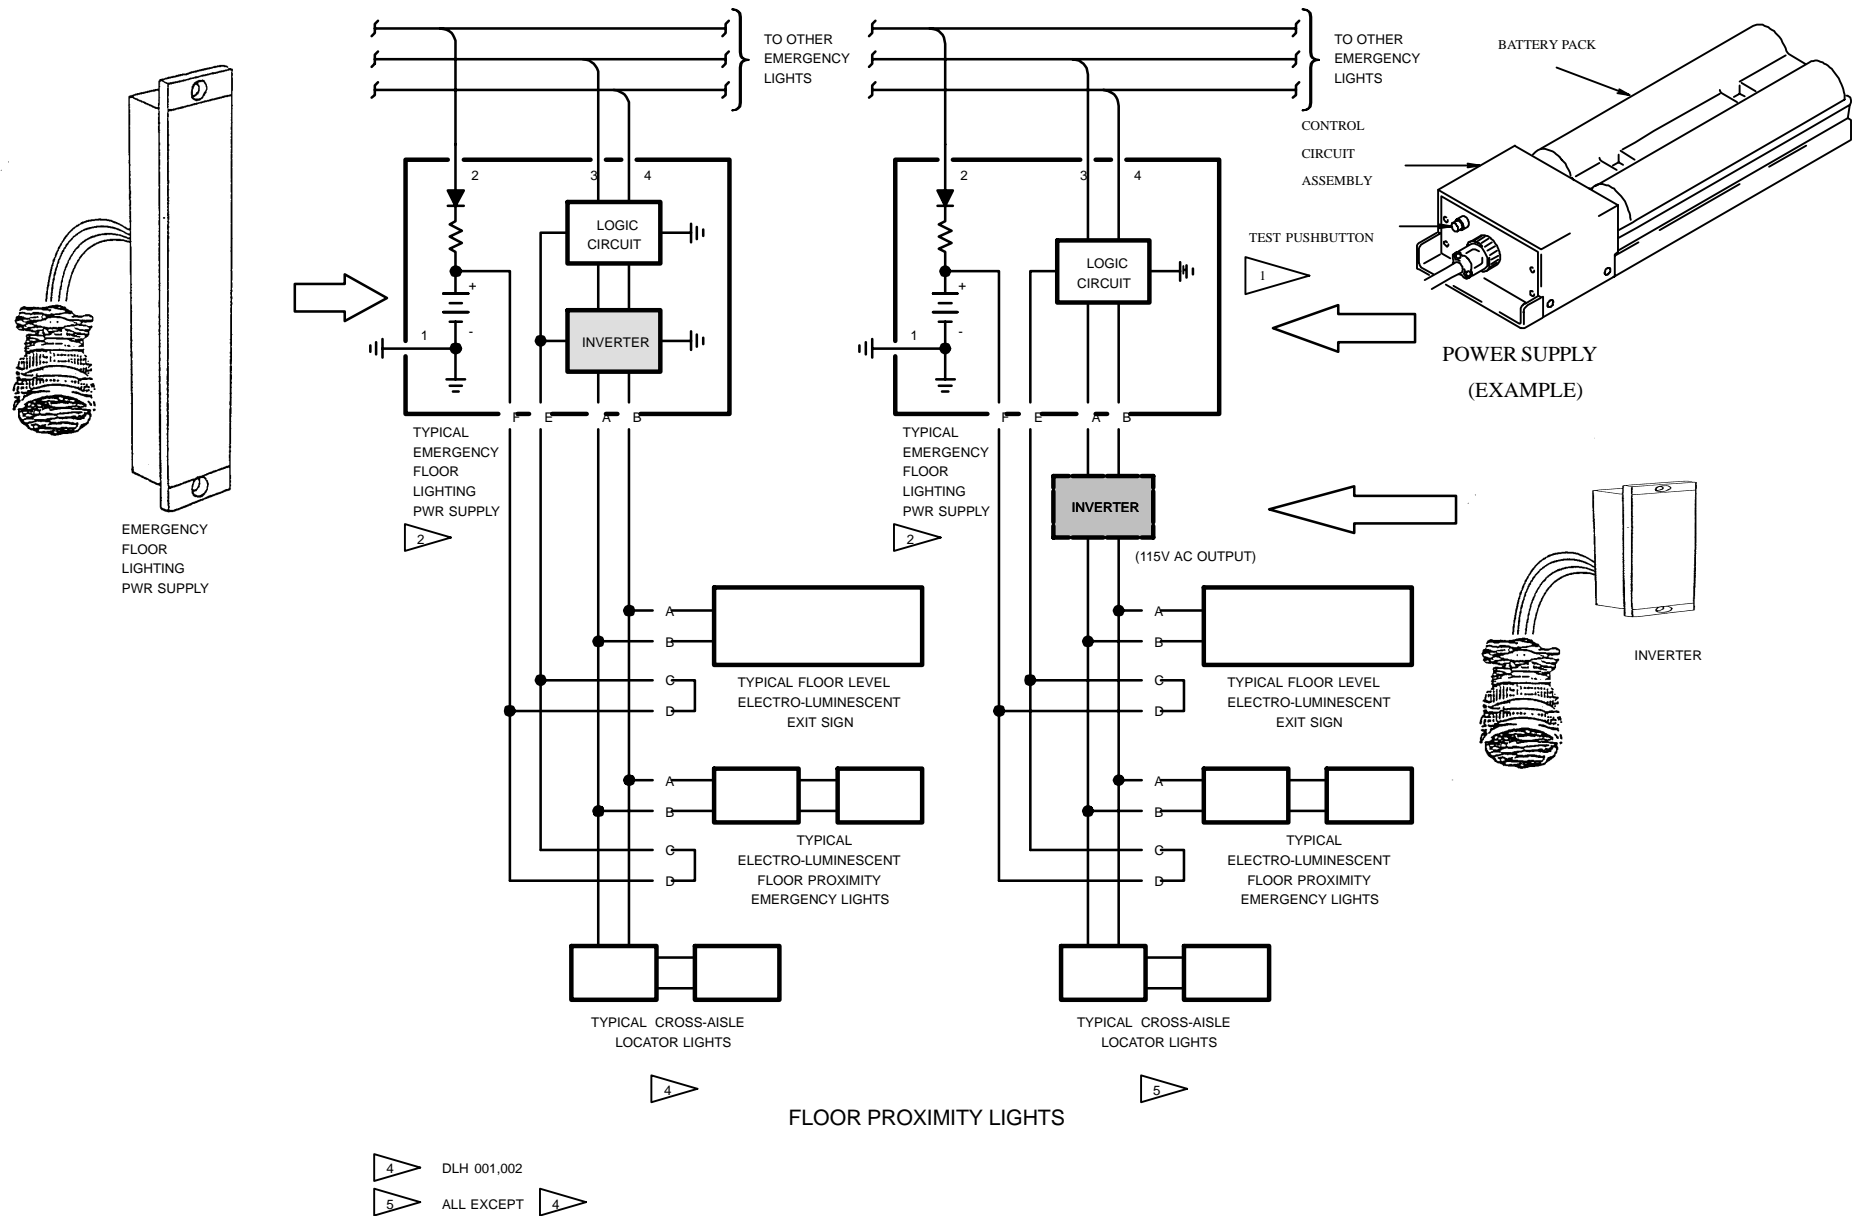 TO OTHER
EMERGENCY
LIGHTS
TO OTHER
EMERGENCY
LIGHTS
BATTERY PACK
CONTROL
CIRCUIT
ASSEMBLY
TEST PUSHBUTTON
1
POWER SUPPLY
(EXAMPLE)
2
3
4
LOGIC
CIRCUIT
+
-
1
INVERTER
F
E
A
B
2
3
4
LOGIC
CIRCUIT
+
-
1
F
E
A
B
TYPICAL
EMERGENCY
FLOOR
LIGHTING
PWR SUPPLY
2
TYPICAL
EMERGENCY
FLOOR
LIGHTING
PWR SUPPLY
2
INVERTER
(115V AC OUTPUT)
EMERGENCY
FLOOR
LIGHTING
PWR SUPPLY
INVERTER
A
B
C
D
TYPICAL FLOOR LEVEL
ELECTRO-LUMINESCENT
EXIT SIGN
A
B
C
D
TYPICAL FLOOR LEVEL
ELECTRO-LUMINESCENT
EXIT SIGN
A
B
C
D
TYPICAL
ELECTRO-LUMINESCENT
FLOOR PROXIMITY
EMERGENCY LIGHTS
A
B
C
D
TYPICAL
ELECTRO-LUMINESCENT
FLOOR PROXIMITY
EMERGENCY LIGHTS
TYPICAL CROSS-AISLE
LOCATOR LIGHTS
4
TYPICAL CROSS-AISLE
LOCATOR LIGHTS
5
FLOOR PROXIMITY LIGHTS
4 DLH 001,002
5 ALL EXCEPT 4